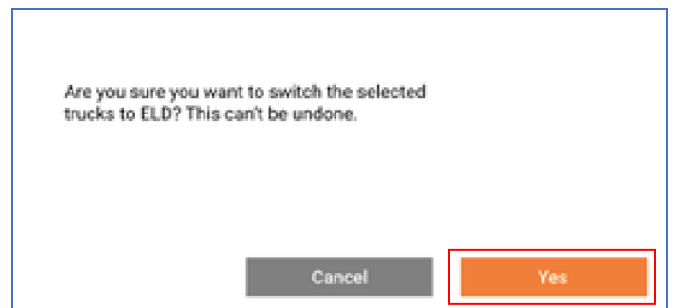 Are you sure you want to switch the selected
trucks to ELD? This can't be undone.
Cancel
Yes